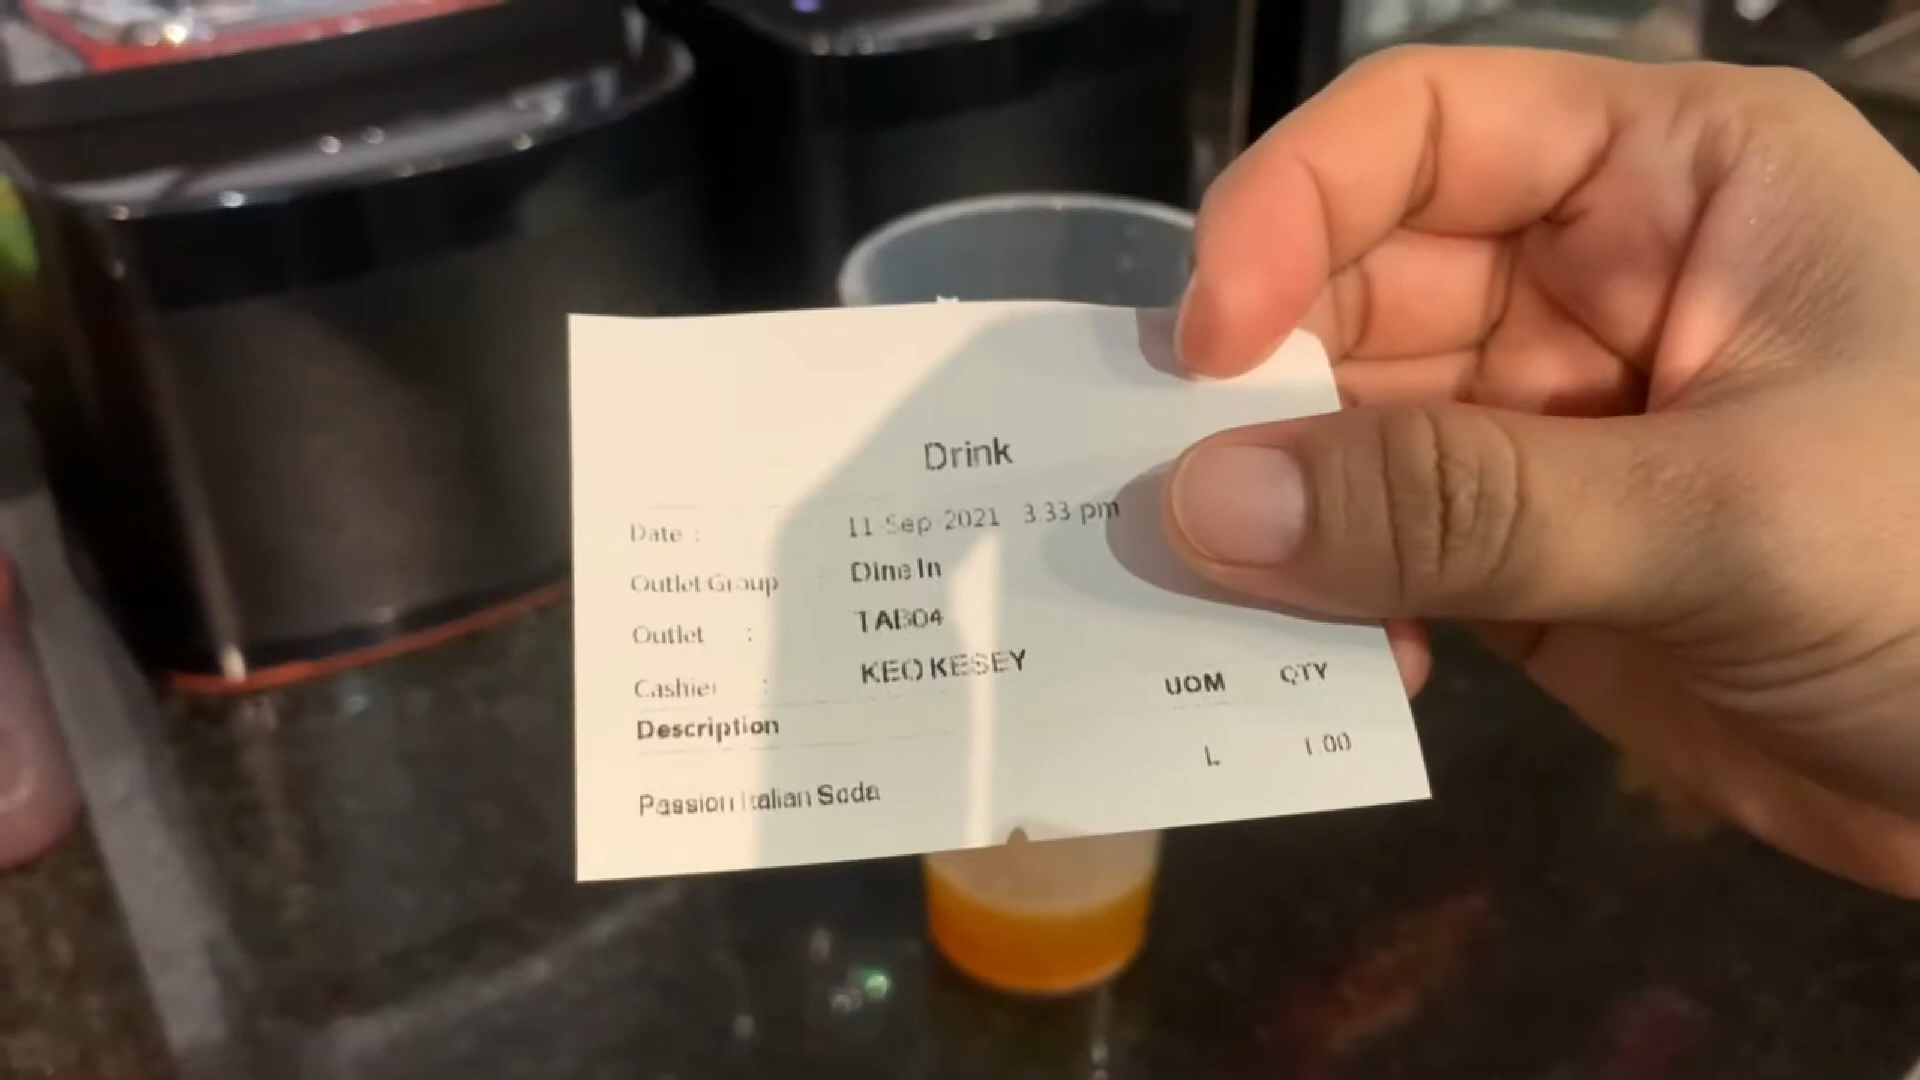 Drink
Date : 11 Sep 2021 3:33 pm
Outlet Group : Dine In
Outlet : TAB04
Cashier : KEO KESEY
Description UOM QTY
Passion Italian Soda L 1.00